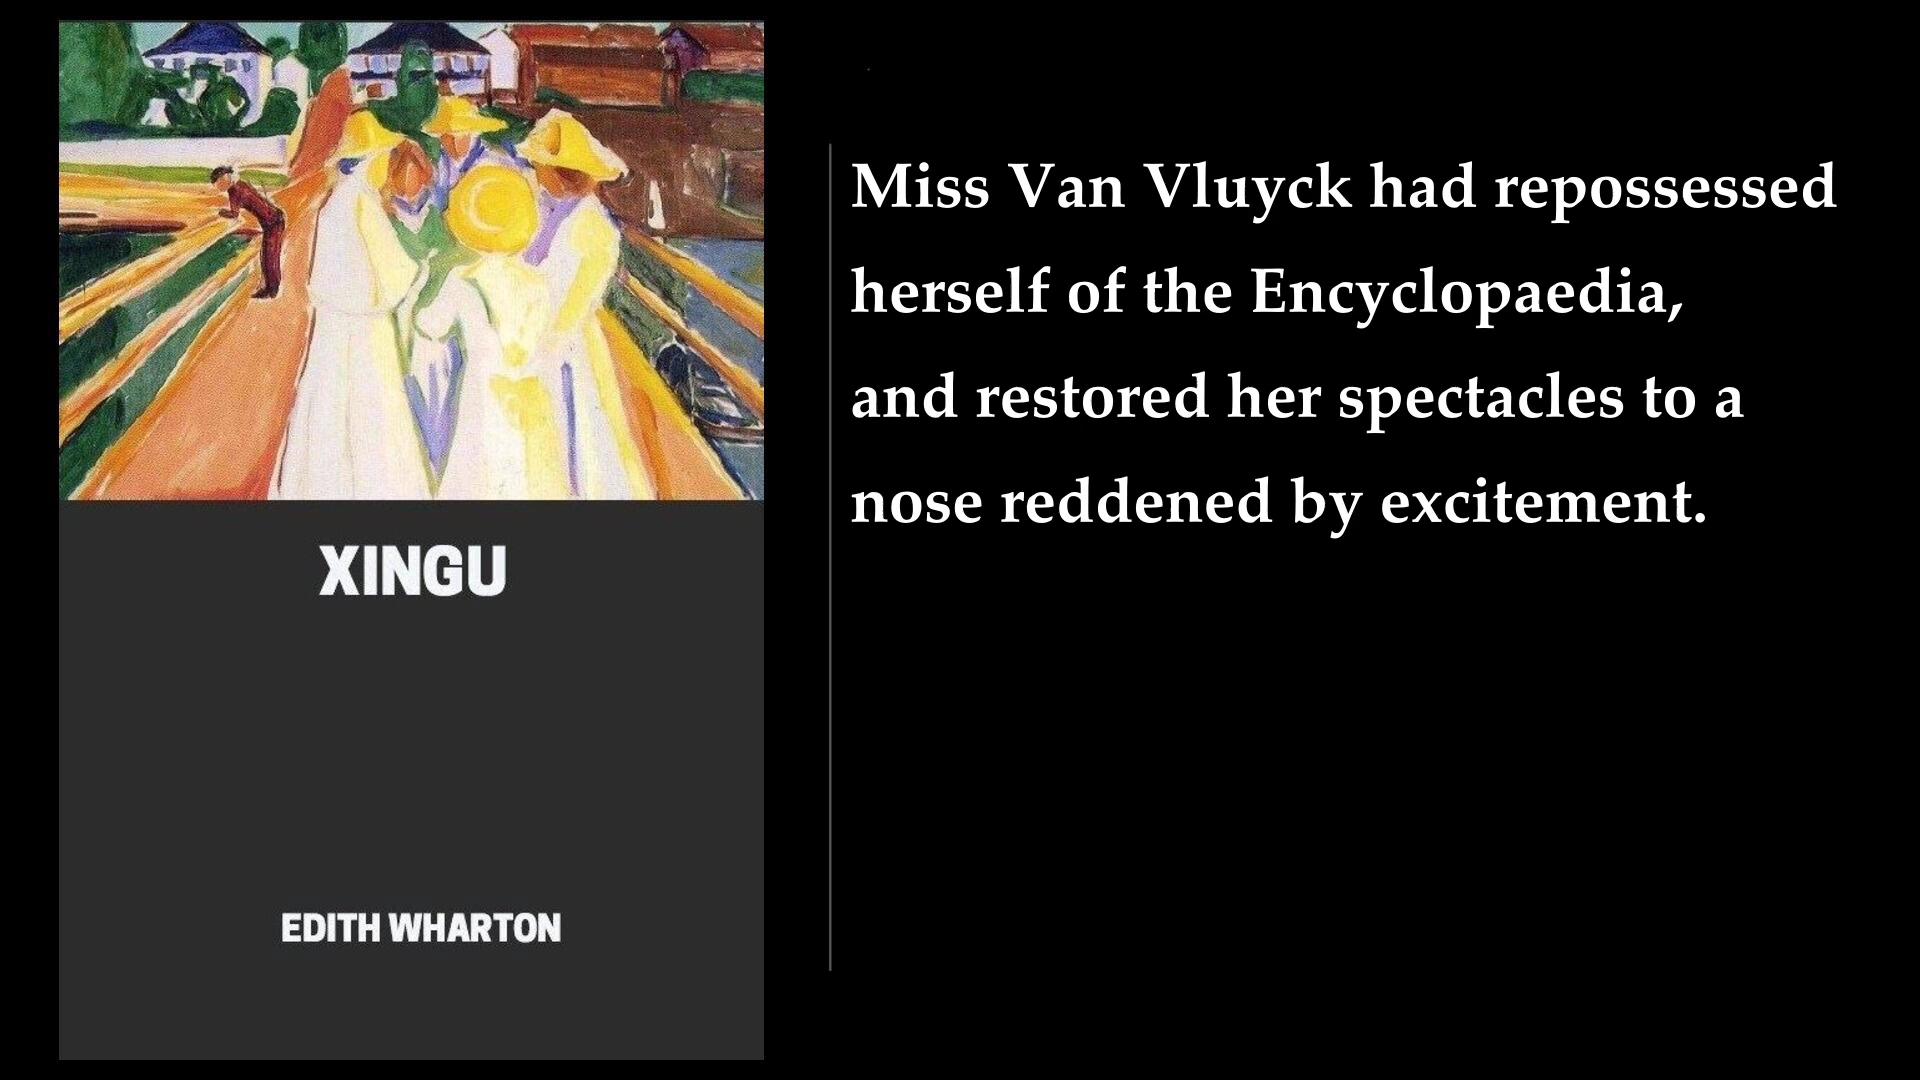 XINGU
EDITH WHARTON
Miss Van Vluyck had repossessed
herself of the Encyclopaedia,
and restored her spectacles to a
nose reddened by excitement.